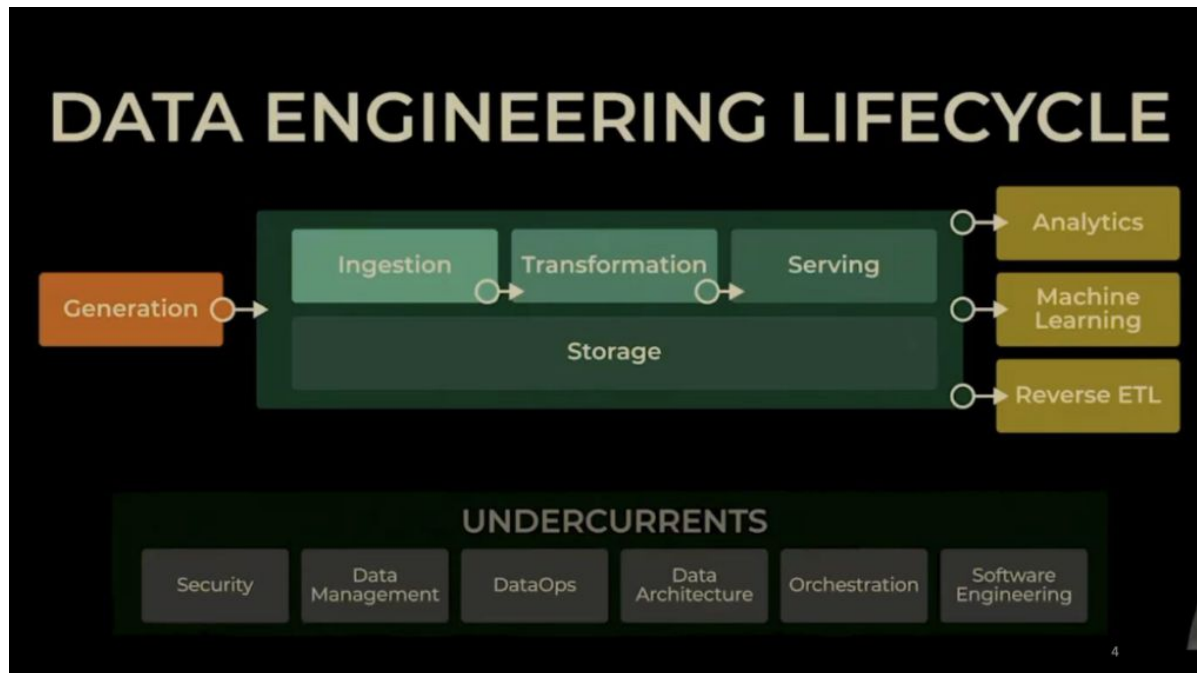 DATA ENGINEERING LIFECYCLE
Generation
Ingestion
Transformation
Serving
Storage
Analytics
Machine
Learning
Reverse ETL
UNDERCURRENTS
Security
Data
Management
DataOps
Data
Architecture
Orchestration
Software
Engineering
4